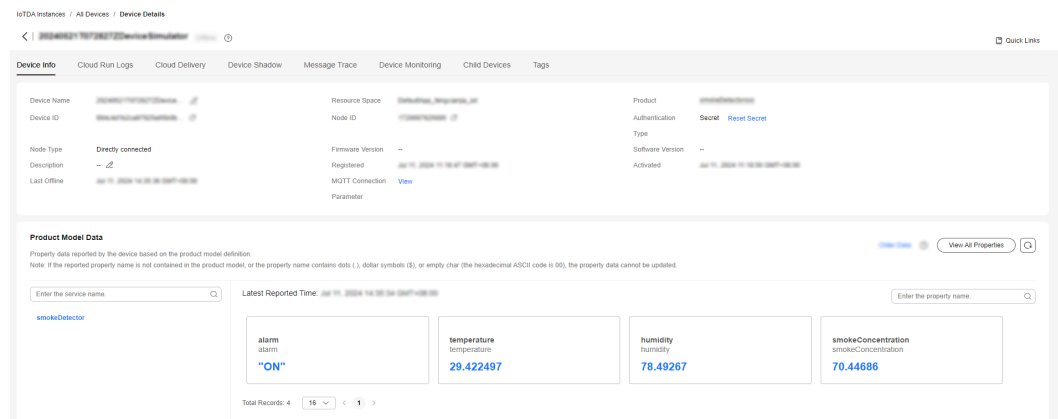 IoTDA Instances / All Devices / Device Details
Quick Links
Device Info Cloud Run Logs Cloud Delivery Device Shadow Message Trace Device Monitoring Child Devices Tags
Device Name Resource Space Product
Device ID Node ID Authentication Type Secret Reset Secret
Node Type Directly connected Firmware Version -- Software Version --
Description -- Registered Activated
Last Offline MQTT Connection Parameter View
Product Model Data
View All Properties
Property data reported by the device based on the product model definition.
Note: If the reported property name is not contained in the product model, or the property name contains dots (.), dollar symbols ($), or empty char (the hexadecimal ASCII code is 00), the property data cannot be updated.
Enter the service name. Latest Reported Time: Enter the property name.
smokeDetector
alarm temperature humidity smokeConcentration
alarm temperature humidity smokeConcentration
"ON" 29.422497 78.49267 70.44686
Total Records: 4 16 < 1 >